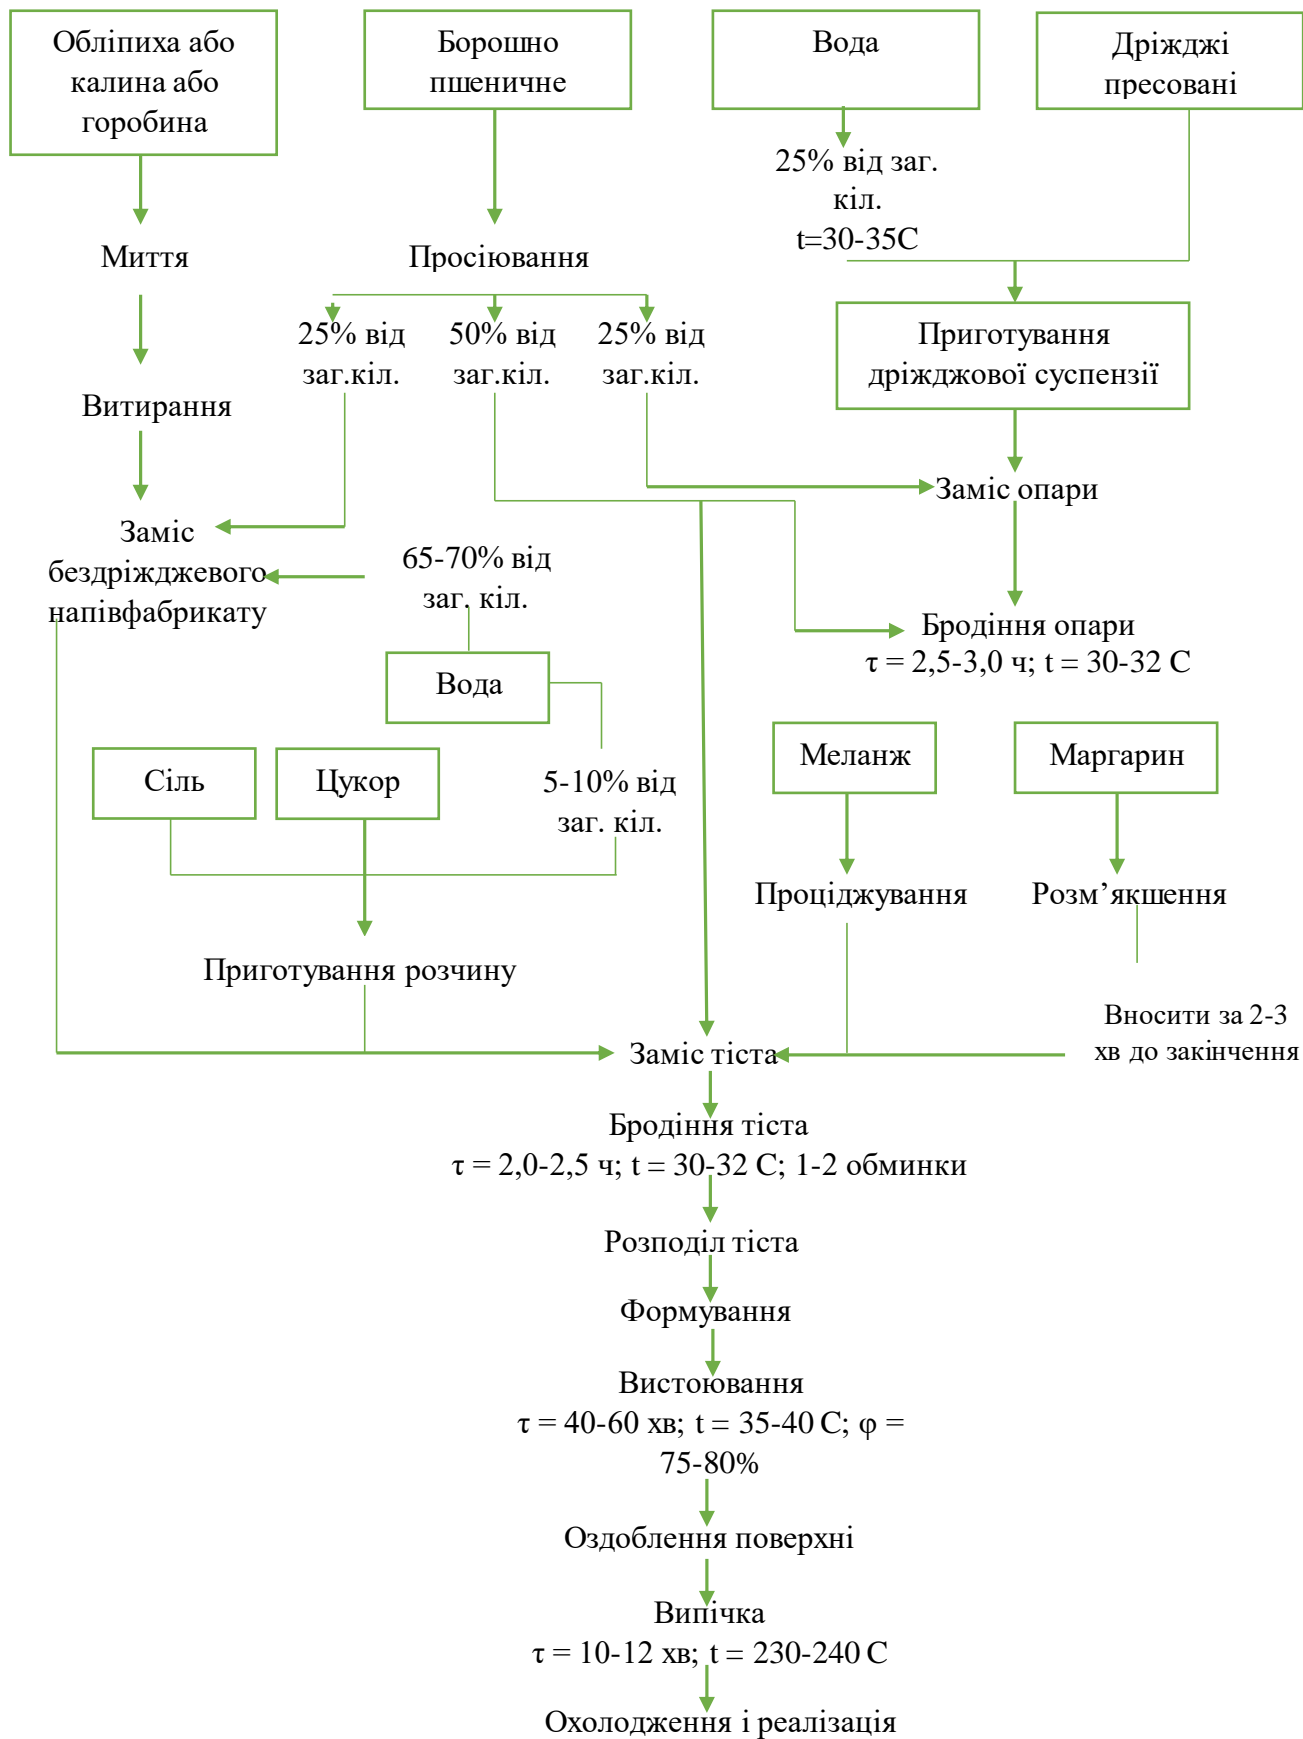 Обліпиха або
калина або
горобина
Борошно
пшеничне
Вода
Дріжджі
пресовані
25% від заг.
кіл.
t=30-35С
Миття
Просіювання
25% від
заг.кіл.
50% від
заг.кіл.
25% від
заг.кіл.
Приготування
дріжджової суспензії
Витирання
Заміс опари
Заміс
бездріжджевого
напівфабрикату
65-70% від
заг. кіл.
Бродіння опари
τ = 2,5-3,0 ч; t = 30-32 С
Вода
Сіль
Цукор
5-10% від
заг. кіл.
Меланж
Маргарин
Проціджування
Розм’якшення
Приготування розчину
Вносити за 2-3
хв до закінчення
Заміс тіста
Бродіння тіста
τ = 2,0-2,5 ч; t = 30-32 С; 1-2 обминки
Розподіл тіста
Формування
Вистоювання
τ = 40-60 хв; t = 35-40 С; φ =
75-80%
Оздоблення поверхні
Випічка
τ = 10-12 хв; t = 230-240 С
Охолодження і реалізація